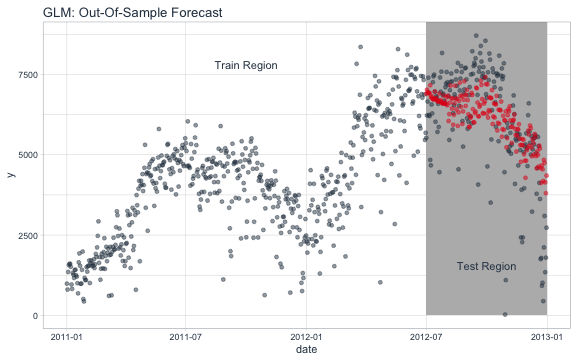 GLM: Out-Of-Sample Forecast
Train Region
7500
5000
y
2500
Test Region
0
2011-01
2011-07
2012-01
2012-07
2013-01
date